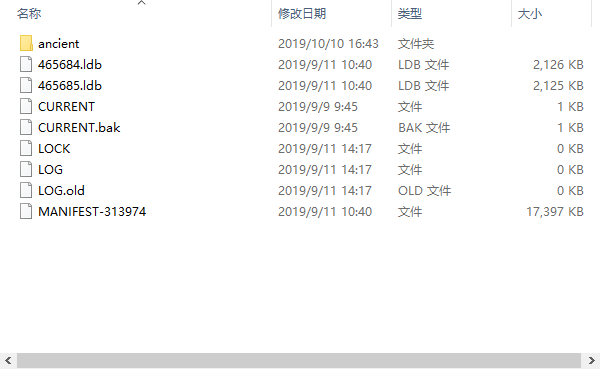 名称 修改日期 类型 大小
ancient 2019/10/10 16:43 文件夹
465684.ldb 2019/9/11 10:40 LDB 文件 2,126 KB
465685.ldb 2019/9/11 10:40 LDB 文件 2,125 KB
CURRENT 2019/9/9 9:45 文件 1 KB
CURRENT.bak 2019/9/9 9:45 BAK 文件 1 KB
LOCK 2019/9/11 14:17 文件 0 KB
LOG 2019/9/11 14:17 文件 0 KB
LOG.old 2019/9/11 14:17 OLD 文件 0 KB
MANIFEST-313974 2019/9/11 10:40 文件 17,397 KB